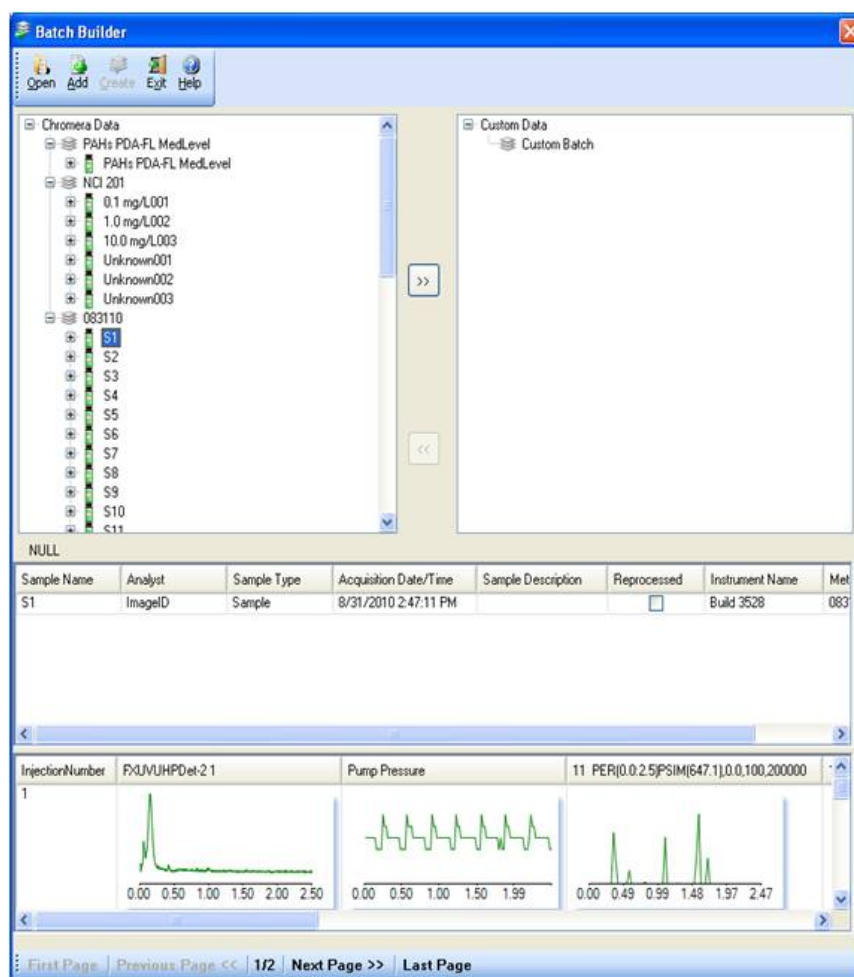 Batch Builder
Open Add Create Exit Help
Chromera Data
PAHs PDA-FL MedLevel
PAHs PDA-FL MedLevel
NCI 201
0.1 mg/L001
1.0 mg/L002
10.0 mg/L003
Unknown001
Unknown002
Unknown003
083110
S1
S2
S3
S4
S5
S6
S7
S8
S9
S10
S11
>>
<<
Custom Data
Custom Batch
NULL
Sample Name Analyst Sample Type Acquisition Date/Time Sample Description Reprocessed Instrument Name Met
S1 ImageID Sample 8/31/2010 2:47:11 PM Build 3528 083
InjectionNumber FXUVUHPDet-2 1 Pump Pressure 11 PER(0.0:2.5)PSIM(647.1),0.0,100,200000
1
0.00 0.50 1.00 1.50 2.00 2.50 0.00 0.50 1.00 1.50 1.99 0.00 0.49 0.99 1.48 1.97 2.47
First Page Previous Page << 1/2 Next Page >> Last Page